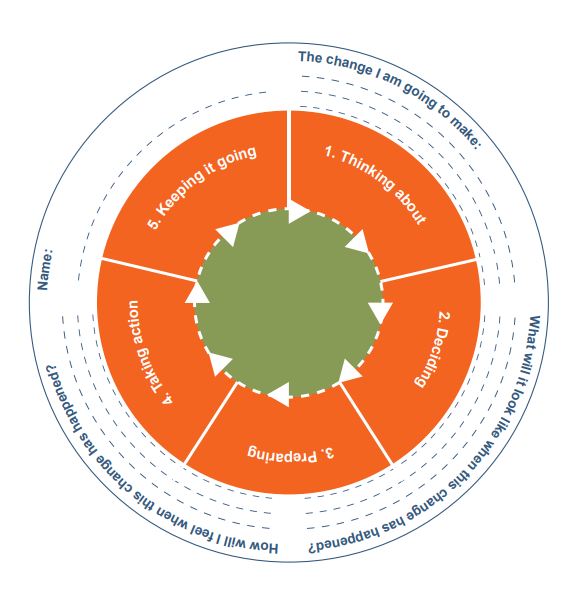 The change I am going to make:
What will it look like when this change has happened?
How will I feel when this change has happened?
Name:
1. Thinking about
2. Deciding
3. Preparing
4. Taking action
5. Keeping it going